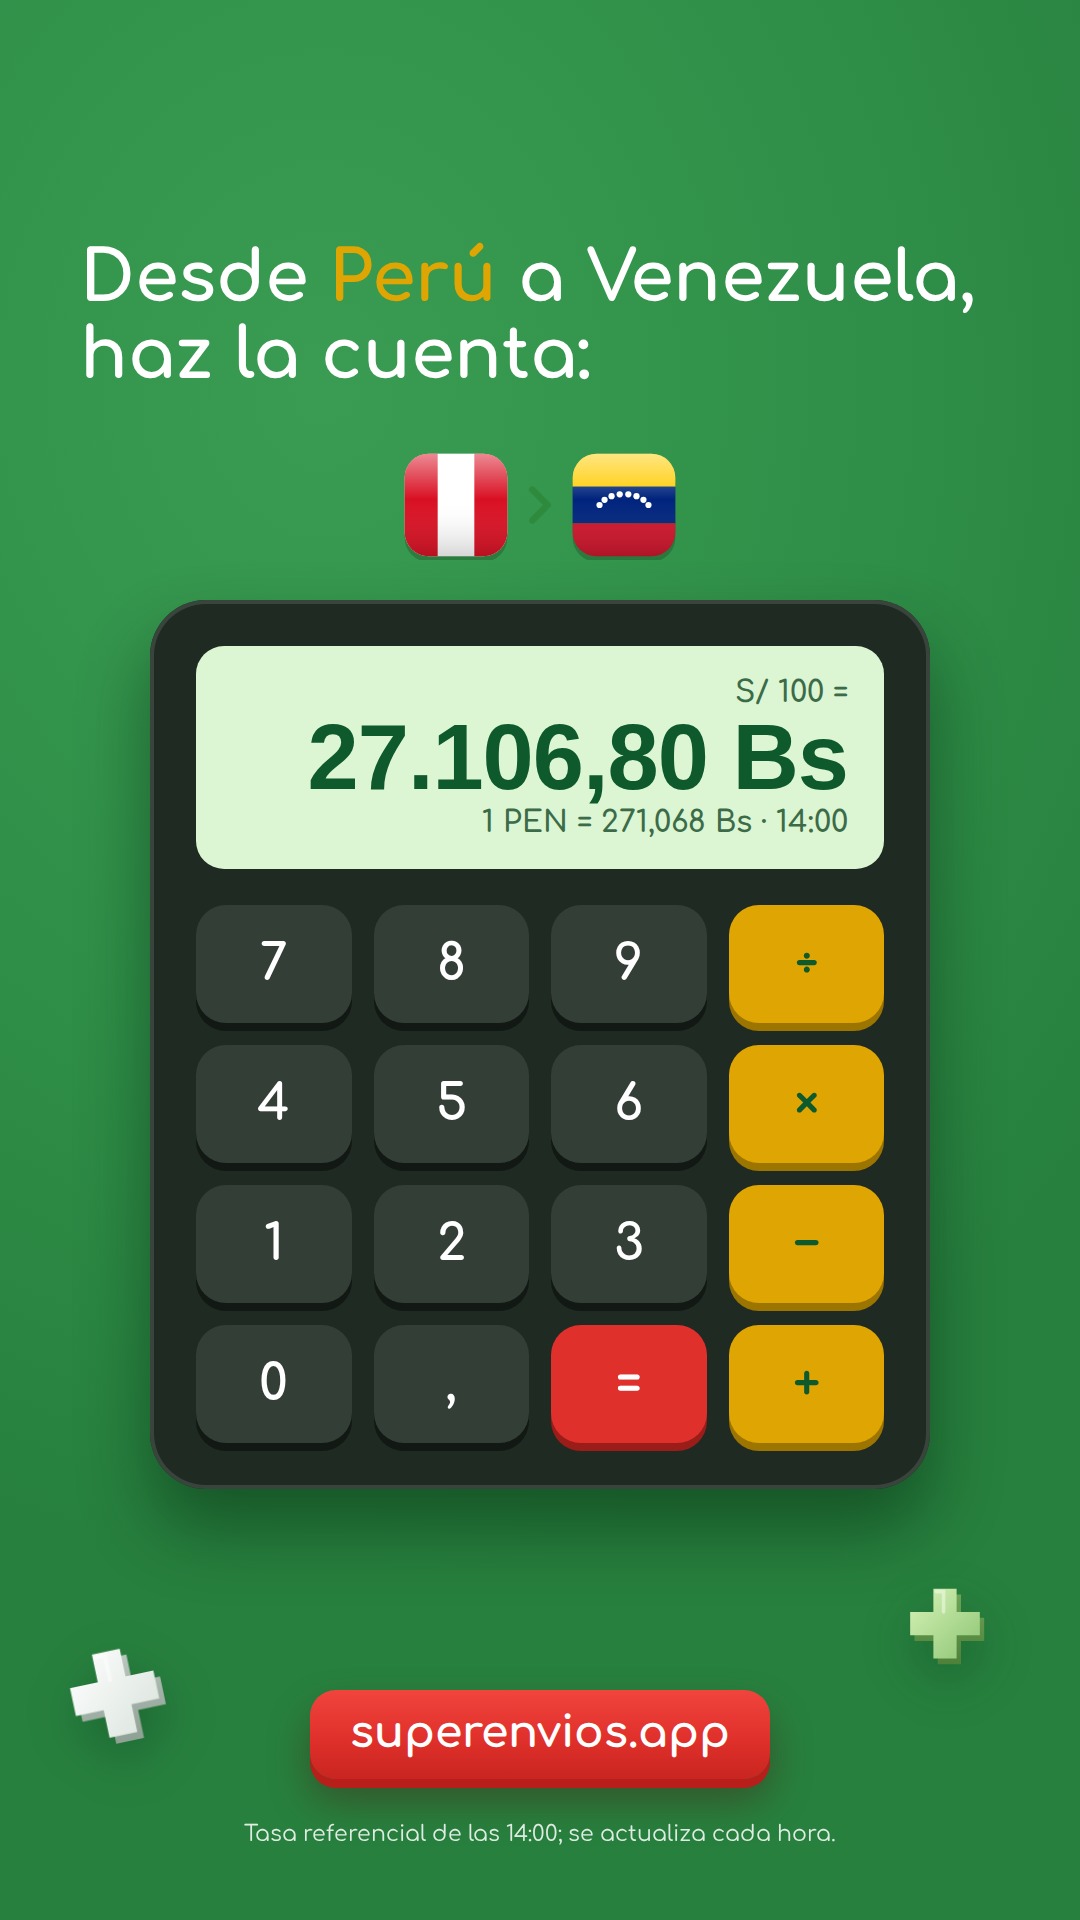 Desde Perú a Venezuela,
haz la cuenta:
S/ 100 =
27.106,80 Bs
1 PEN = 271,068 Bs · 14:00
7 8 9 ÷
4 5 6 ×
1 2 3 −
0 , = +
superenvios.app
Tasa referencial de las 14:00; se actualiza cada hora.